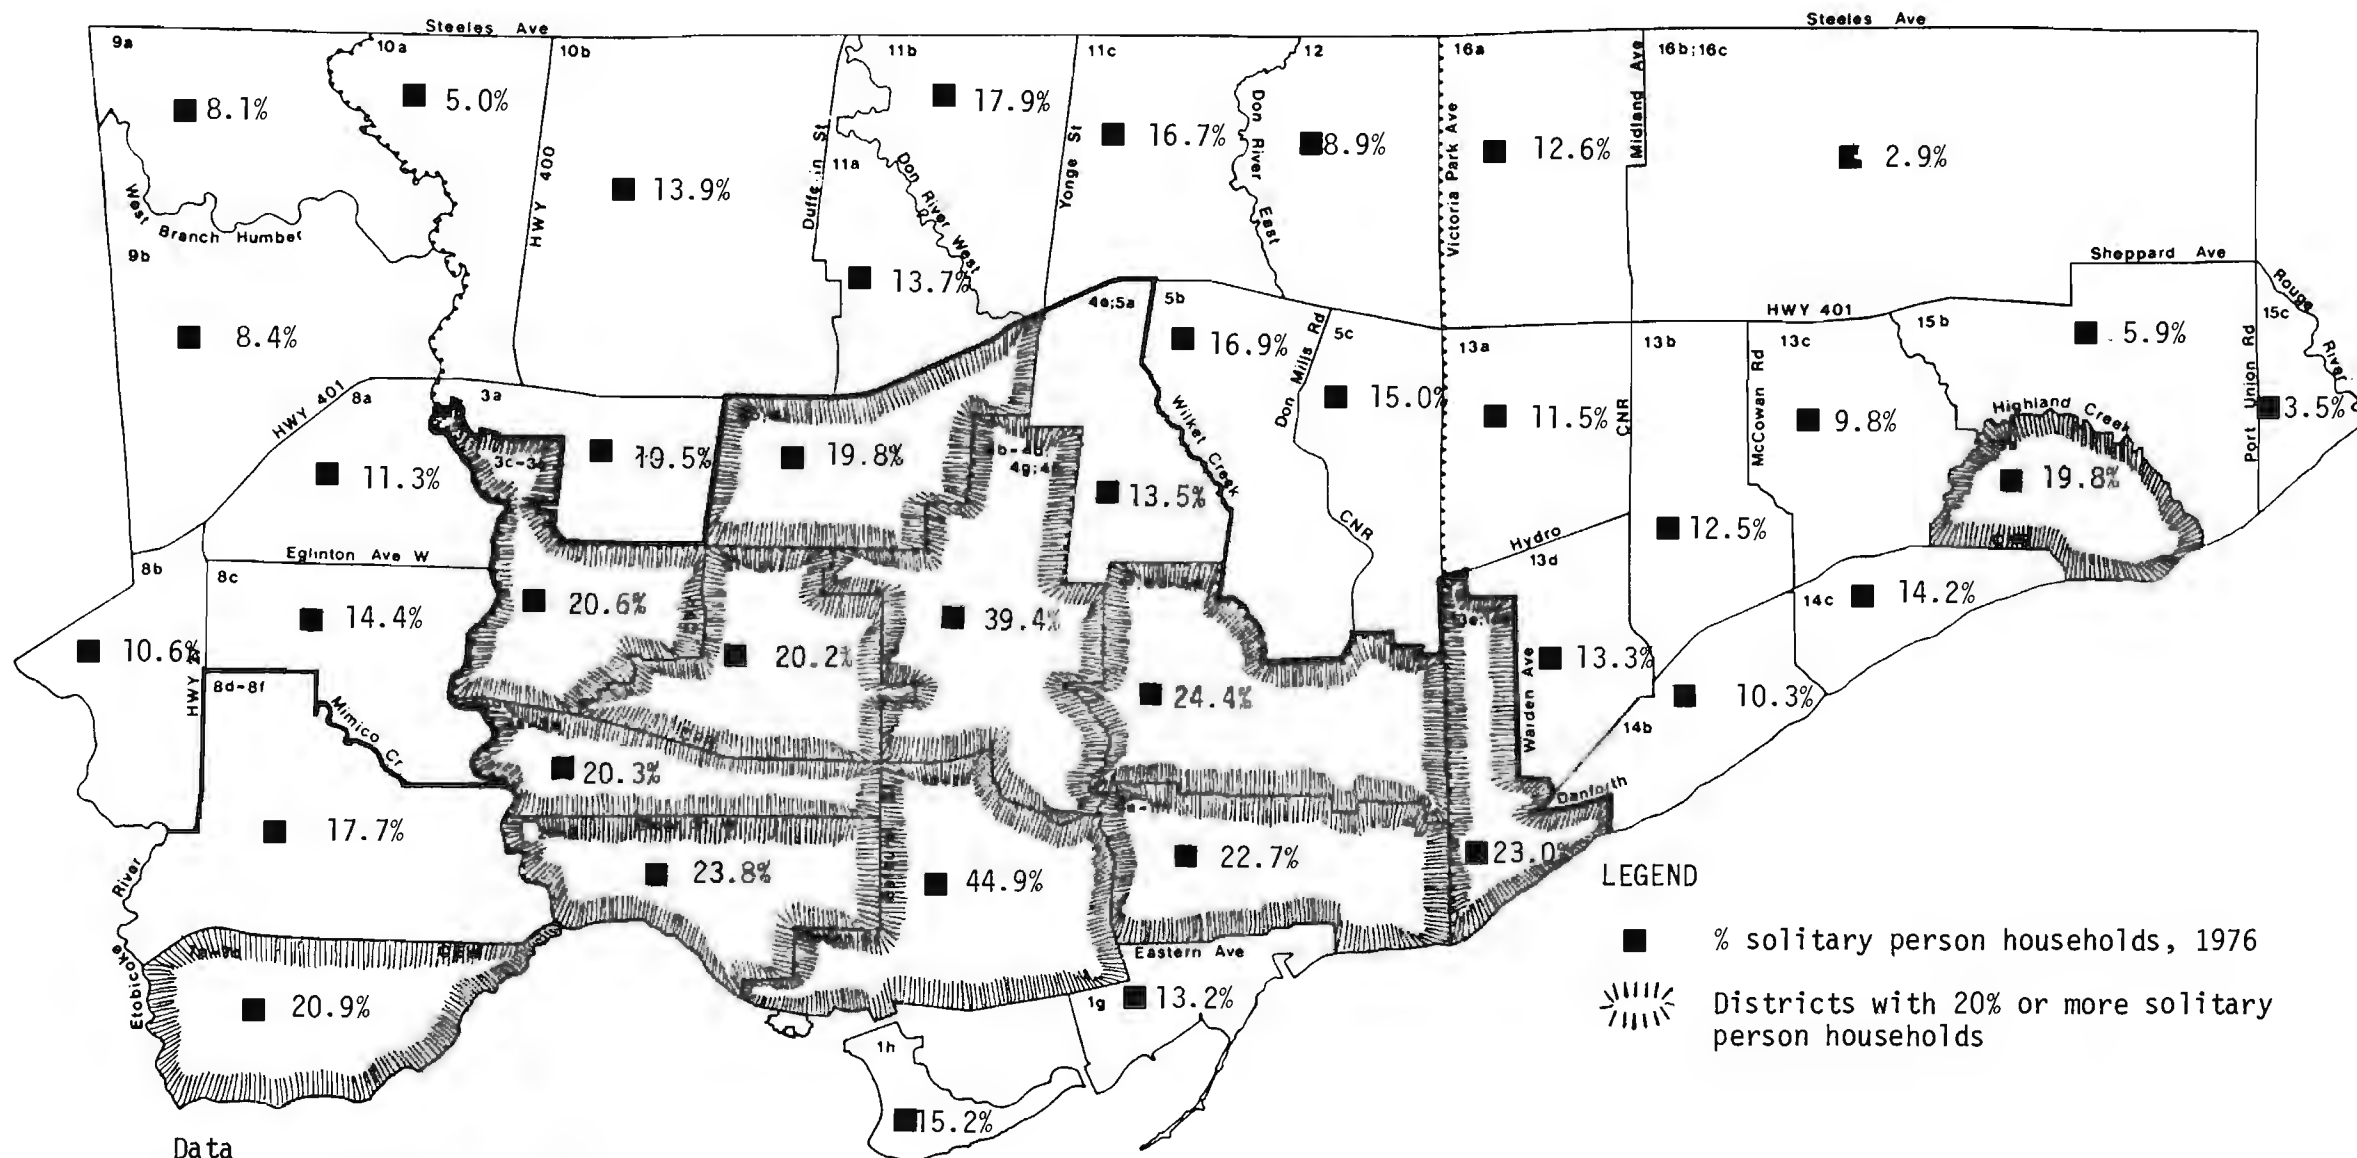 Steeles Ave
Steeles Ave
9a
10a
10b
11b
11c
12
16a
16b;16c
Midland Ave
8.1%
5.0%
17.9%
16.7%
8.9%
12.6%
2.9%
Victoria Park Ave
HWY 400
13.9%
Dufferin St
11a
Don River West
Yonge St
Don River East
West Branch Humber
9b
13.7%
Sheppard Ave
Rouge River
HWY 401
4e;5a
5b
16.9%
Don Mills Rd
5c
13a
13b
13c
15b
5.9%
15c
Port Union Rd
8.4%
HWY 401
8a
3a
15.0%
11.5%
CNR
McCowan Rd
9.8%
Highland Creek
3.5%
11.3%
19.5%
19.8%
13.5%
Wilket Creek
CNR
19.8%
12.5%
Hydro
13d
Eglinton Ave W
8b
8c
14.4%
20.6%
20.2%
39.4%
24.4%
13.3%
Warden Ave
14c
14.2%
10.6%
8d-8f
Mimico Cr
10.3%
14b
20.3%
Danforth
17.7%
23.8%
44.9%
22.7%
23.0%
Etobicoke River
Eastern Ave
20.9%
1g
13.2%
1h
15.2%
LEGEND
% solitary person households, 1976
Districts with 20% or more solitary
person households
Data